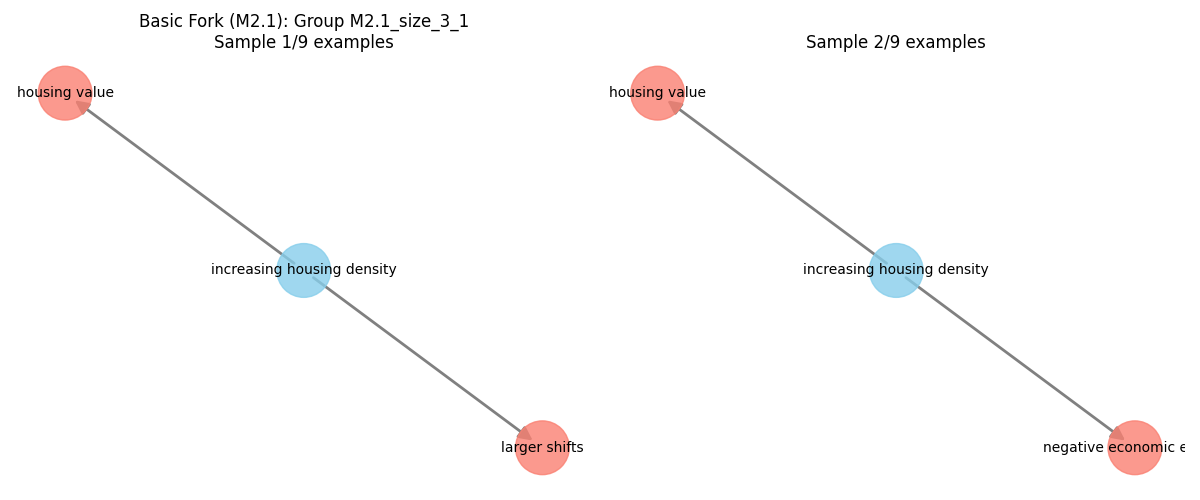 Basic Fork (M2.1): Group M2.1_size_3_1
Sample 1/9 examples
Sample 2/9 examples
housing value
housing value
increasing housing density
increasing housing density
larger shifts
negative economic e